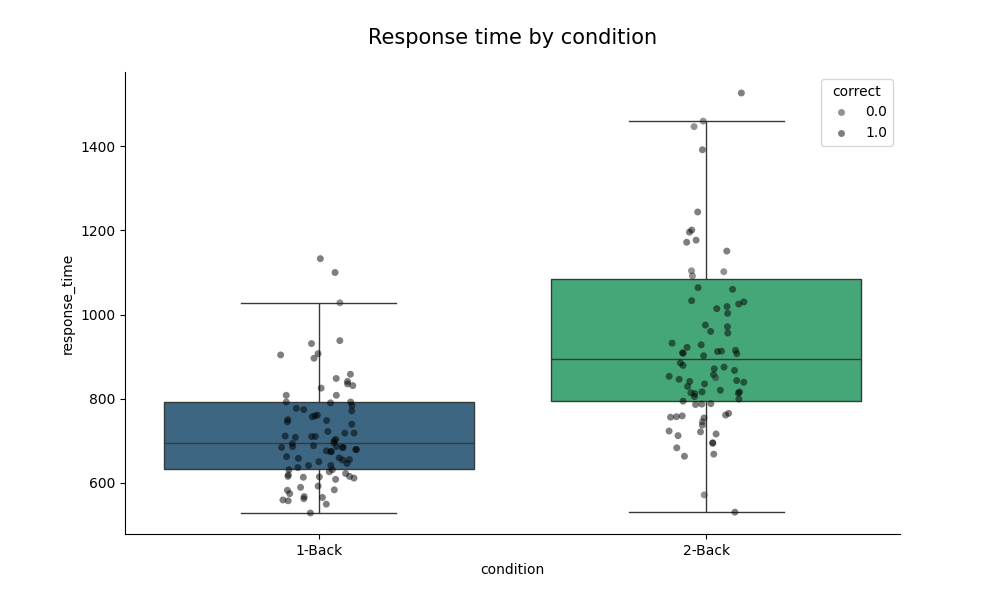 Response time by condition
correct
0.0
1.0
1400
1200
1000
800
600
response_time
1-Back
2-Back
condition